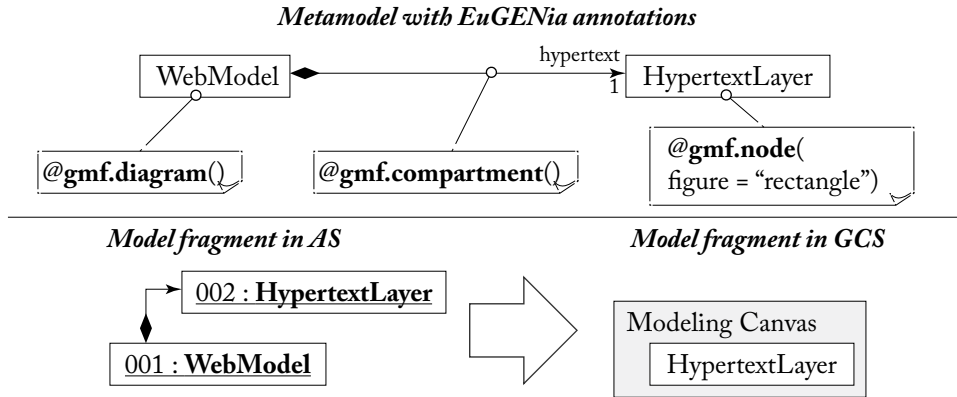 Metamodel with EuGENia annotations
hypertext
WebModel
HypertextLayer
1
@gmf.diagram()
@gmf.compartment()
@gmf.node(
figure = “rectangle”)
Model fragment in AS
Model fragment in GCS
002 : HypertextLayer
001 : WebModel
Modeling Canvas
HypertextLayer